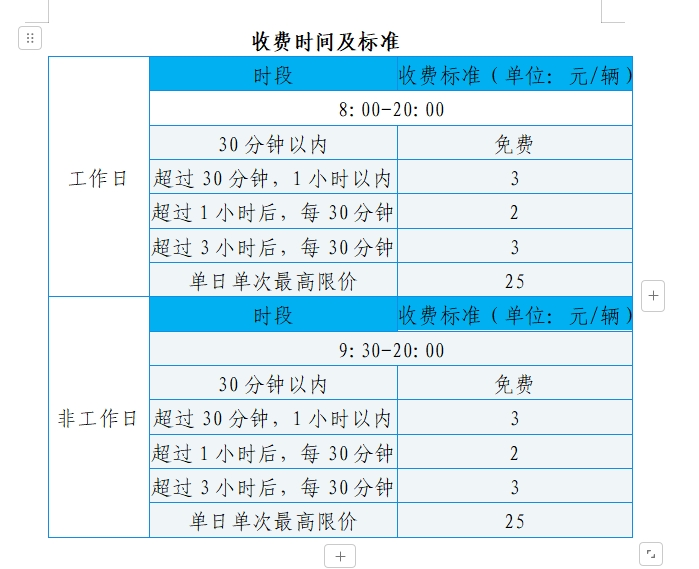 收费时间及标准
工作日
时段 收费标准（单位：元/辆）
8:00-20:00
30分钟以内 免费
超过30分钟，1小时以内 3
超过1小时后，每30分钟 2
超过3小时后，每30分钟 3
单日单次最高限价 25
非工作日
时段 收费标准（单位：元/辆）
9:30-20:00
30分钟以内 免费
超过30分钟，1小时以内 3
超过1小时后，每30分钟 2
超过3小时后，每30分钟 3
单日单次最高限价 25